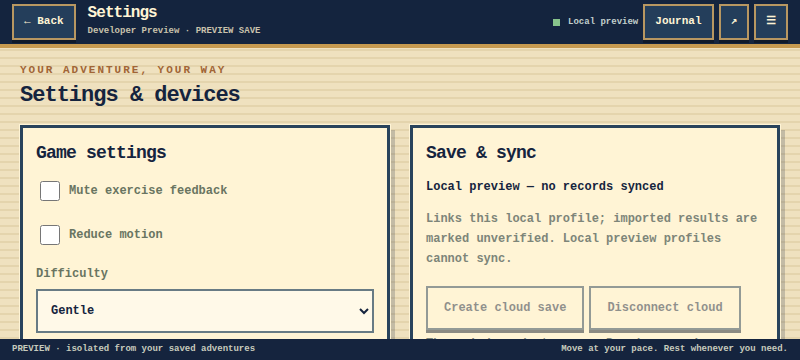 ← Back
Settings
Developer Preview · PREVIEW SAVE
Local preview
Journal
↗
☰
YOUR ADVENTURE, YOUR WAY
Settings & devices
Game settings
Mute exercise feedback
Reduce motion
Difficulty
Gentle
Save & sync
Local preview — no records synced
Links this local profile; imported results are
marked unverified. Local preview profiles
cannot sync.
Create cloud save
Disconnect cloud
PREVIEW · isolated from your saved adventures
Move at your pace. Rest whenever you need.